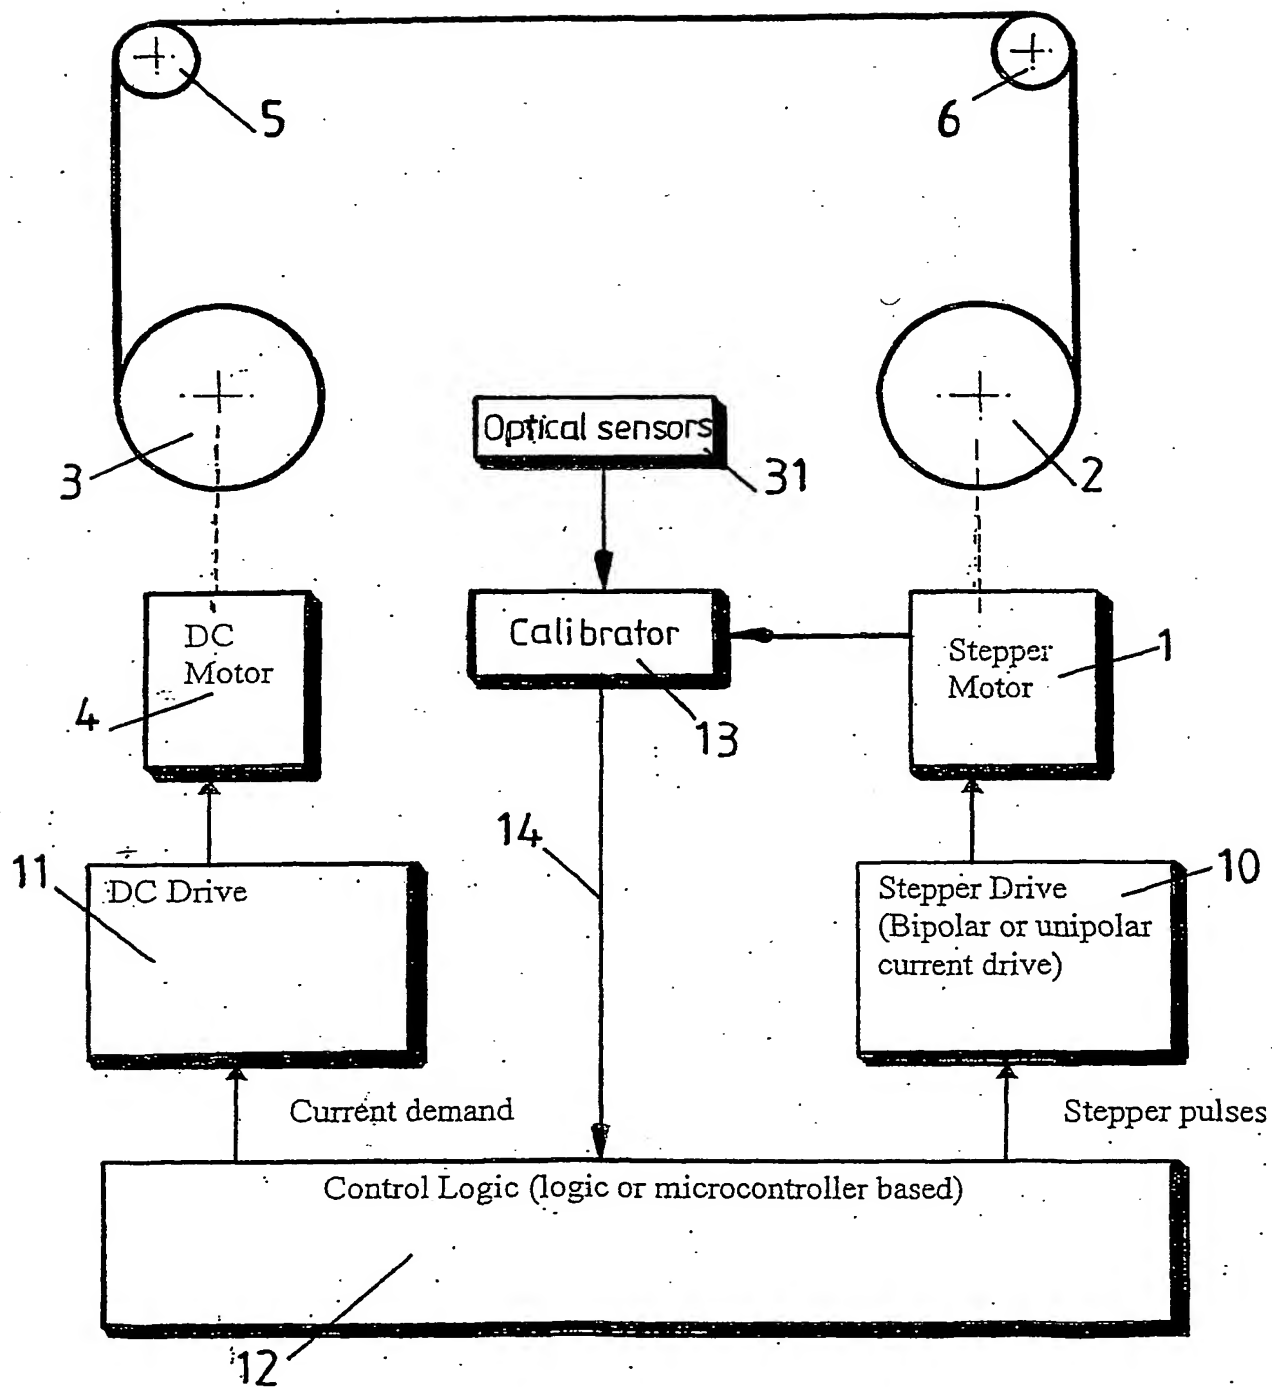 5
6
Optical sensors
31
3
2
DC
Motor
4
Calibrator
13
Stepper
Motor
1
14
11
DC Drive
Stepper Drive
(Bipolar or unipolar
current drive)
10
Current demand
Stepper pulses
Control Logic (logic or microcontroller based)
12